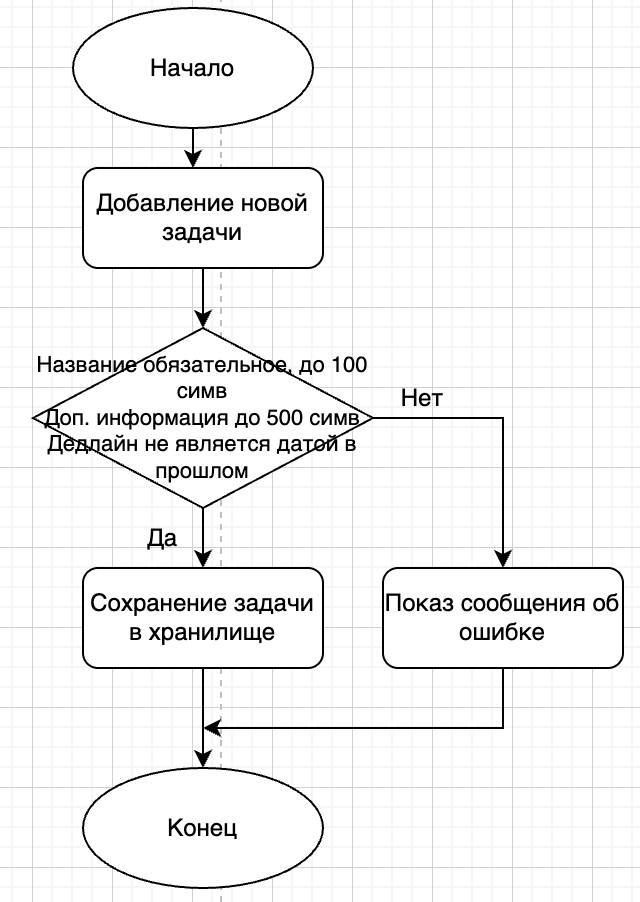 Начало
Добавление новой
задачи
Название обязательное, до 100
симв
Доп. информация до 500 симв
Дедлайн не является датой в
прошлом
Нет
Да
Сохранение задачи
в хранилище
Показ сообщения об
ошибке
Конец